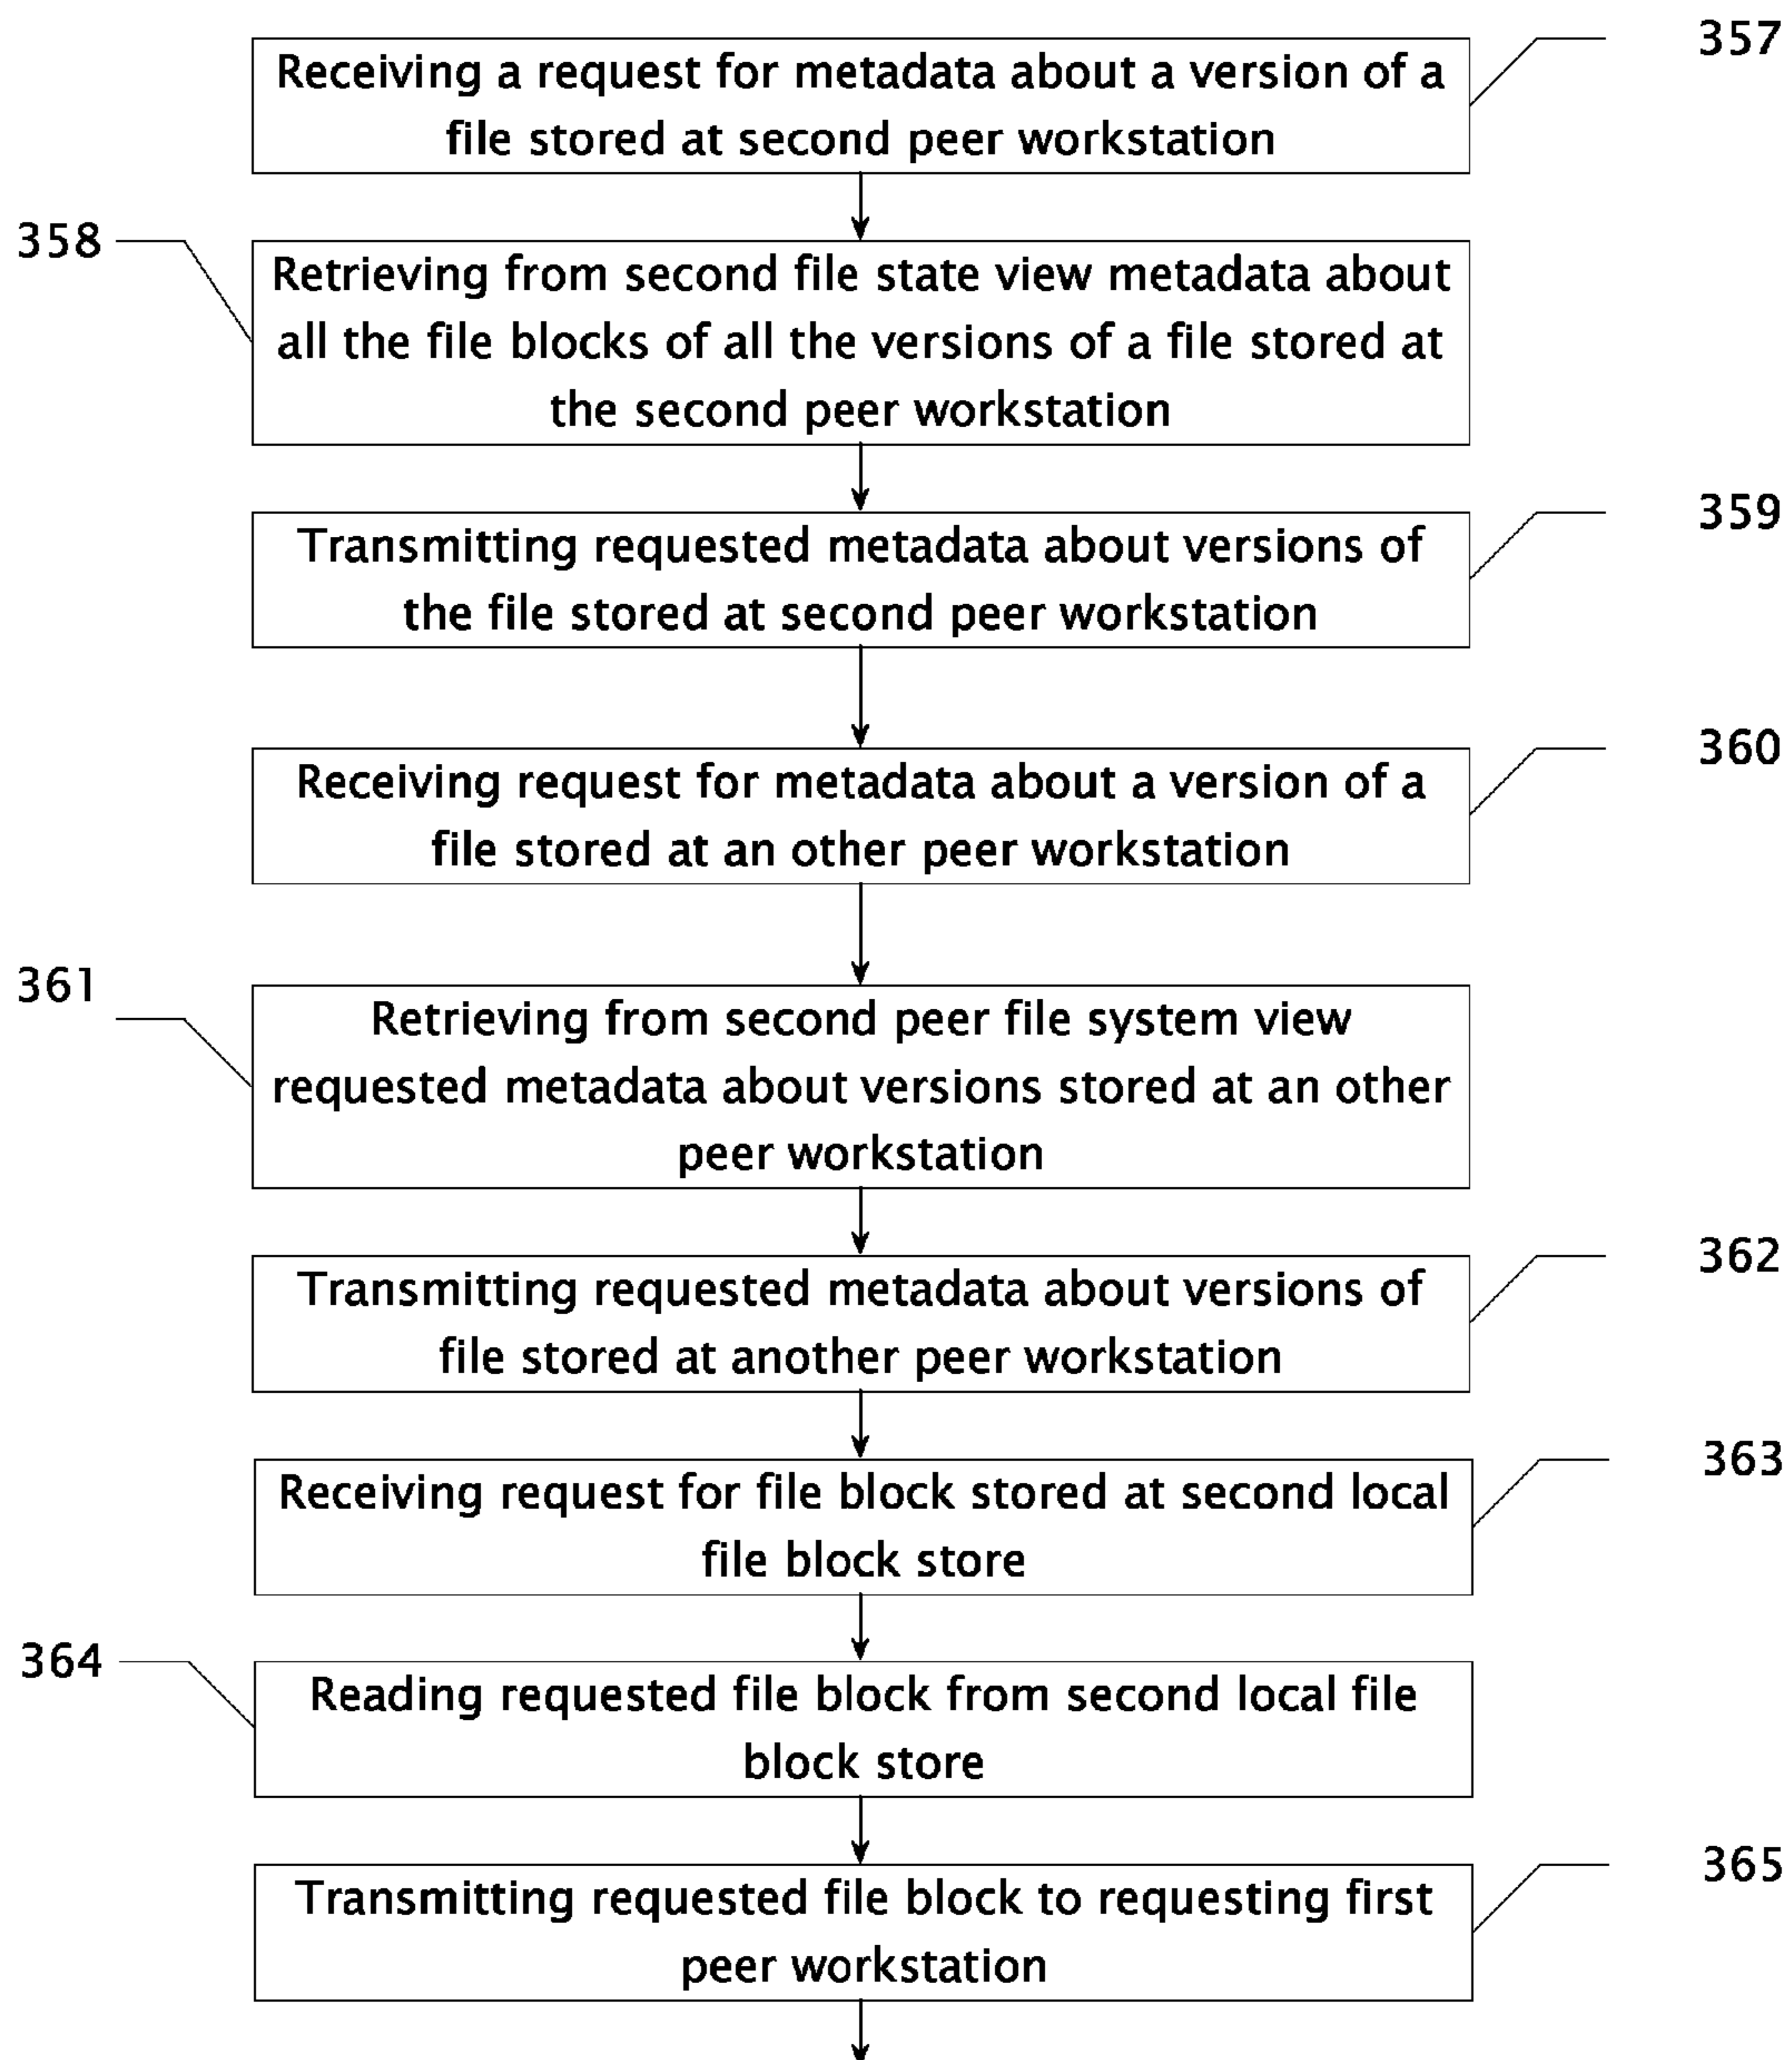 357
Receiving a request for metadata about a version of a
file stored at second peer workstation
358
Retrieving from second file state view metadata about
all the file blocks of all the versions of a file stored at
the second peer workstation
359
Transmitting requested metadata about versions of
the file stored at second peer workstation
360
Receiving request for metadata about a version of a
file stored at an other peer workstation
361
Retrieving from second peer file system view
requested metadata about versions stored at an other
peer workstation
362
Transmitting requested metadata about versions of
file stored at another peer workstation
363
Receiving request for file block stored at second local
file block store
364
Reading requested file block from second local file
block store
365
Transmitting requested file block to requesting first
peer workstation